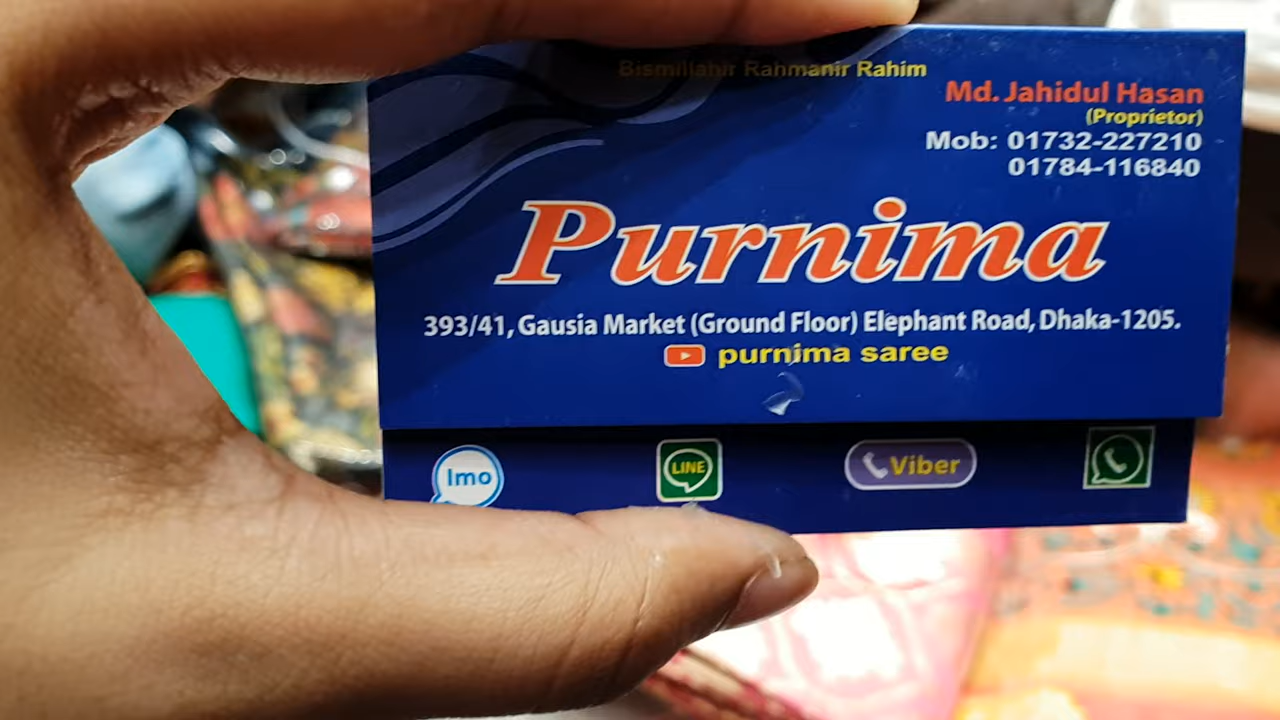 Bismillahir Rahmanir Rahim
Md. Jahidul Hasan
(Proprietor)
Mob: 01732-227210
01784-116840
Purnima
393/41, Gausia Market (Ground Floor) Elephant Road, Dhaka-1205.
purnima saree
Imo
LINE
Viber